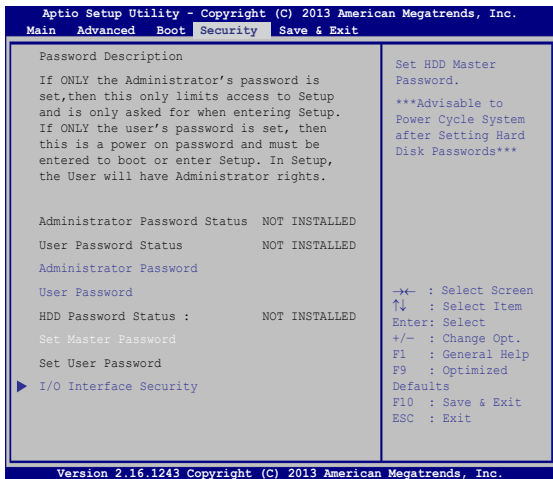 Aptio Setup Utility - Copyright (C) 2013 American Megatrends, Inc.
Main Advanced Boot Security Save & Exit
Password Description
If ONLY the Administrator's password is
set,then this only limits access to Setup
and is only asked for when entering Setup.
If ONLY the user's password is set, then
this is a power on password and must be
entered to boot or enter Setup. In Setup,
the User will have Administrator rights.
Administrator Password Status NOT INSTALLED
User Password Status NOT INSTALLED
Administrator Password
User Password
HDD Password Status : NOT INSTALLED
Set Master Password
Set User Password
I/O Interface Security
Set HDD Master
Password.
***Advisable to
Power Cycle System
after Setting Hard
Disk Passwords***
→← : Select Screen
↑↓ : Select Item
Enter: Select
+/— : Change Opt.
F1 : General Help
F9 : Optimized
Defaults
F10 : Save & Exit
ESC : Exit
Version 2.16.1243 Copyright (C) 2013 American Megatrends, Inc.